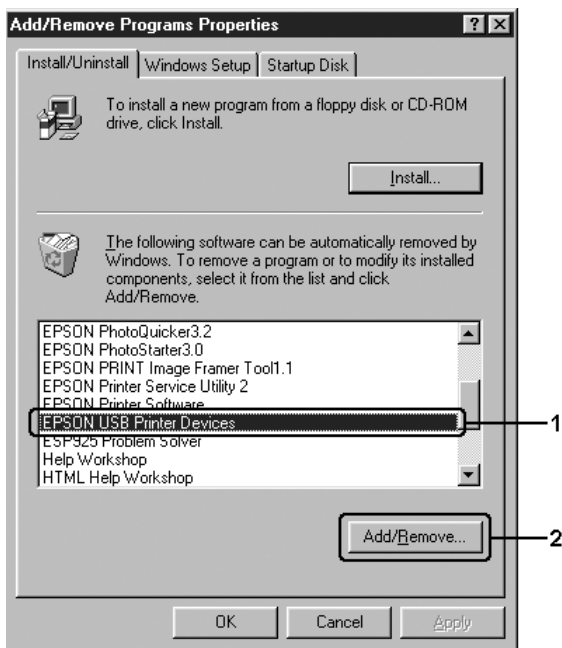 Add/Remove Programs Properties
Install/Uninstall Windows Setup Startup Disk
To install a new program from a floppy disk or CD-ROM
drive, click Install.
Install...
The following software can be automatically removed by
Windows. To remove a program or to modify its installed
components, select it from the list and click
Add/Remove.
EPSON PhotoQuicker3.2
EPSON PhotoStarter3.0
EPSON PRINT Image Framer Tool1.1
EPSON Printer Service Utility 2
EPSON Printer Software
EPSON USB Printer Devices
1
ESP925 Problem Solver
Help Workshop
HTML Help Workshop
Add/Remove...
2
OK Cancel Apply